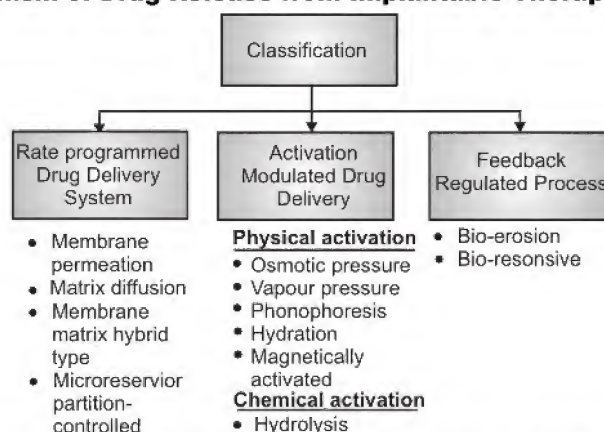 Classification
Rate programmed
Drug Delivery
System
Activation
Modulated Drug
Delivery
Feedback
Regulated Process
• Membrane
permeation
• Matrix diffusion
• Membrane
matrix hybrid
type
• Microreservior
partition-
controlled
Physical activation
• Osmotic pressure
• Vapour pressure
• Phonophoresis
• Hydration
• Magnetically
activated
Chemical activation
• Hydrolysis
• Bio-erosion
• Bio-resonsive